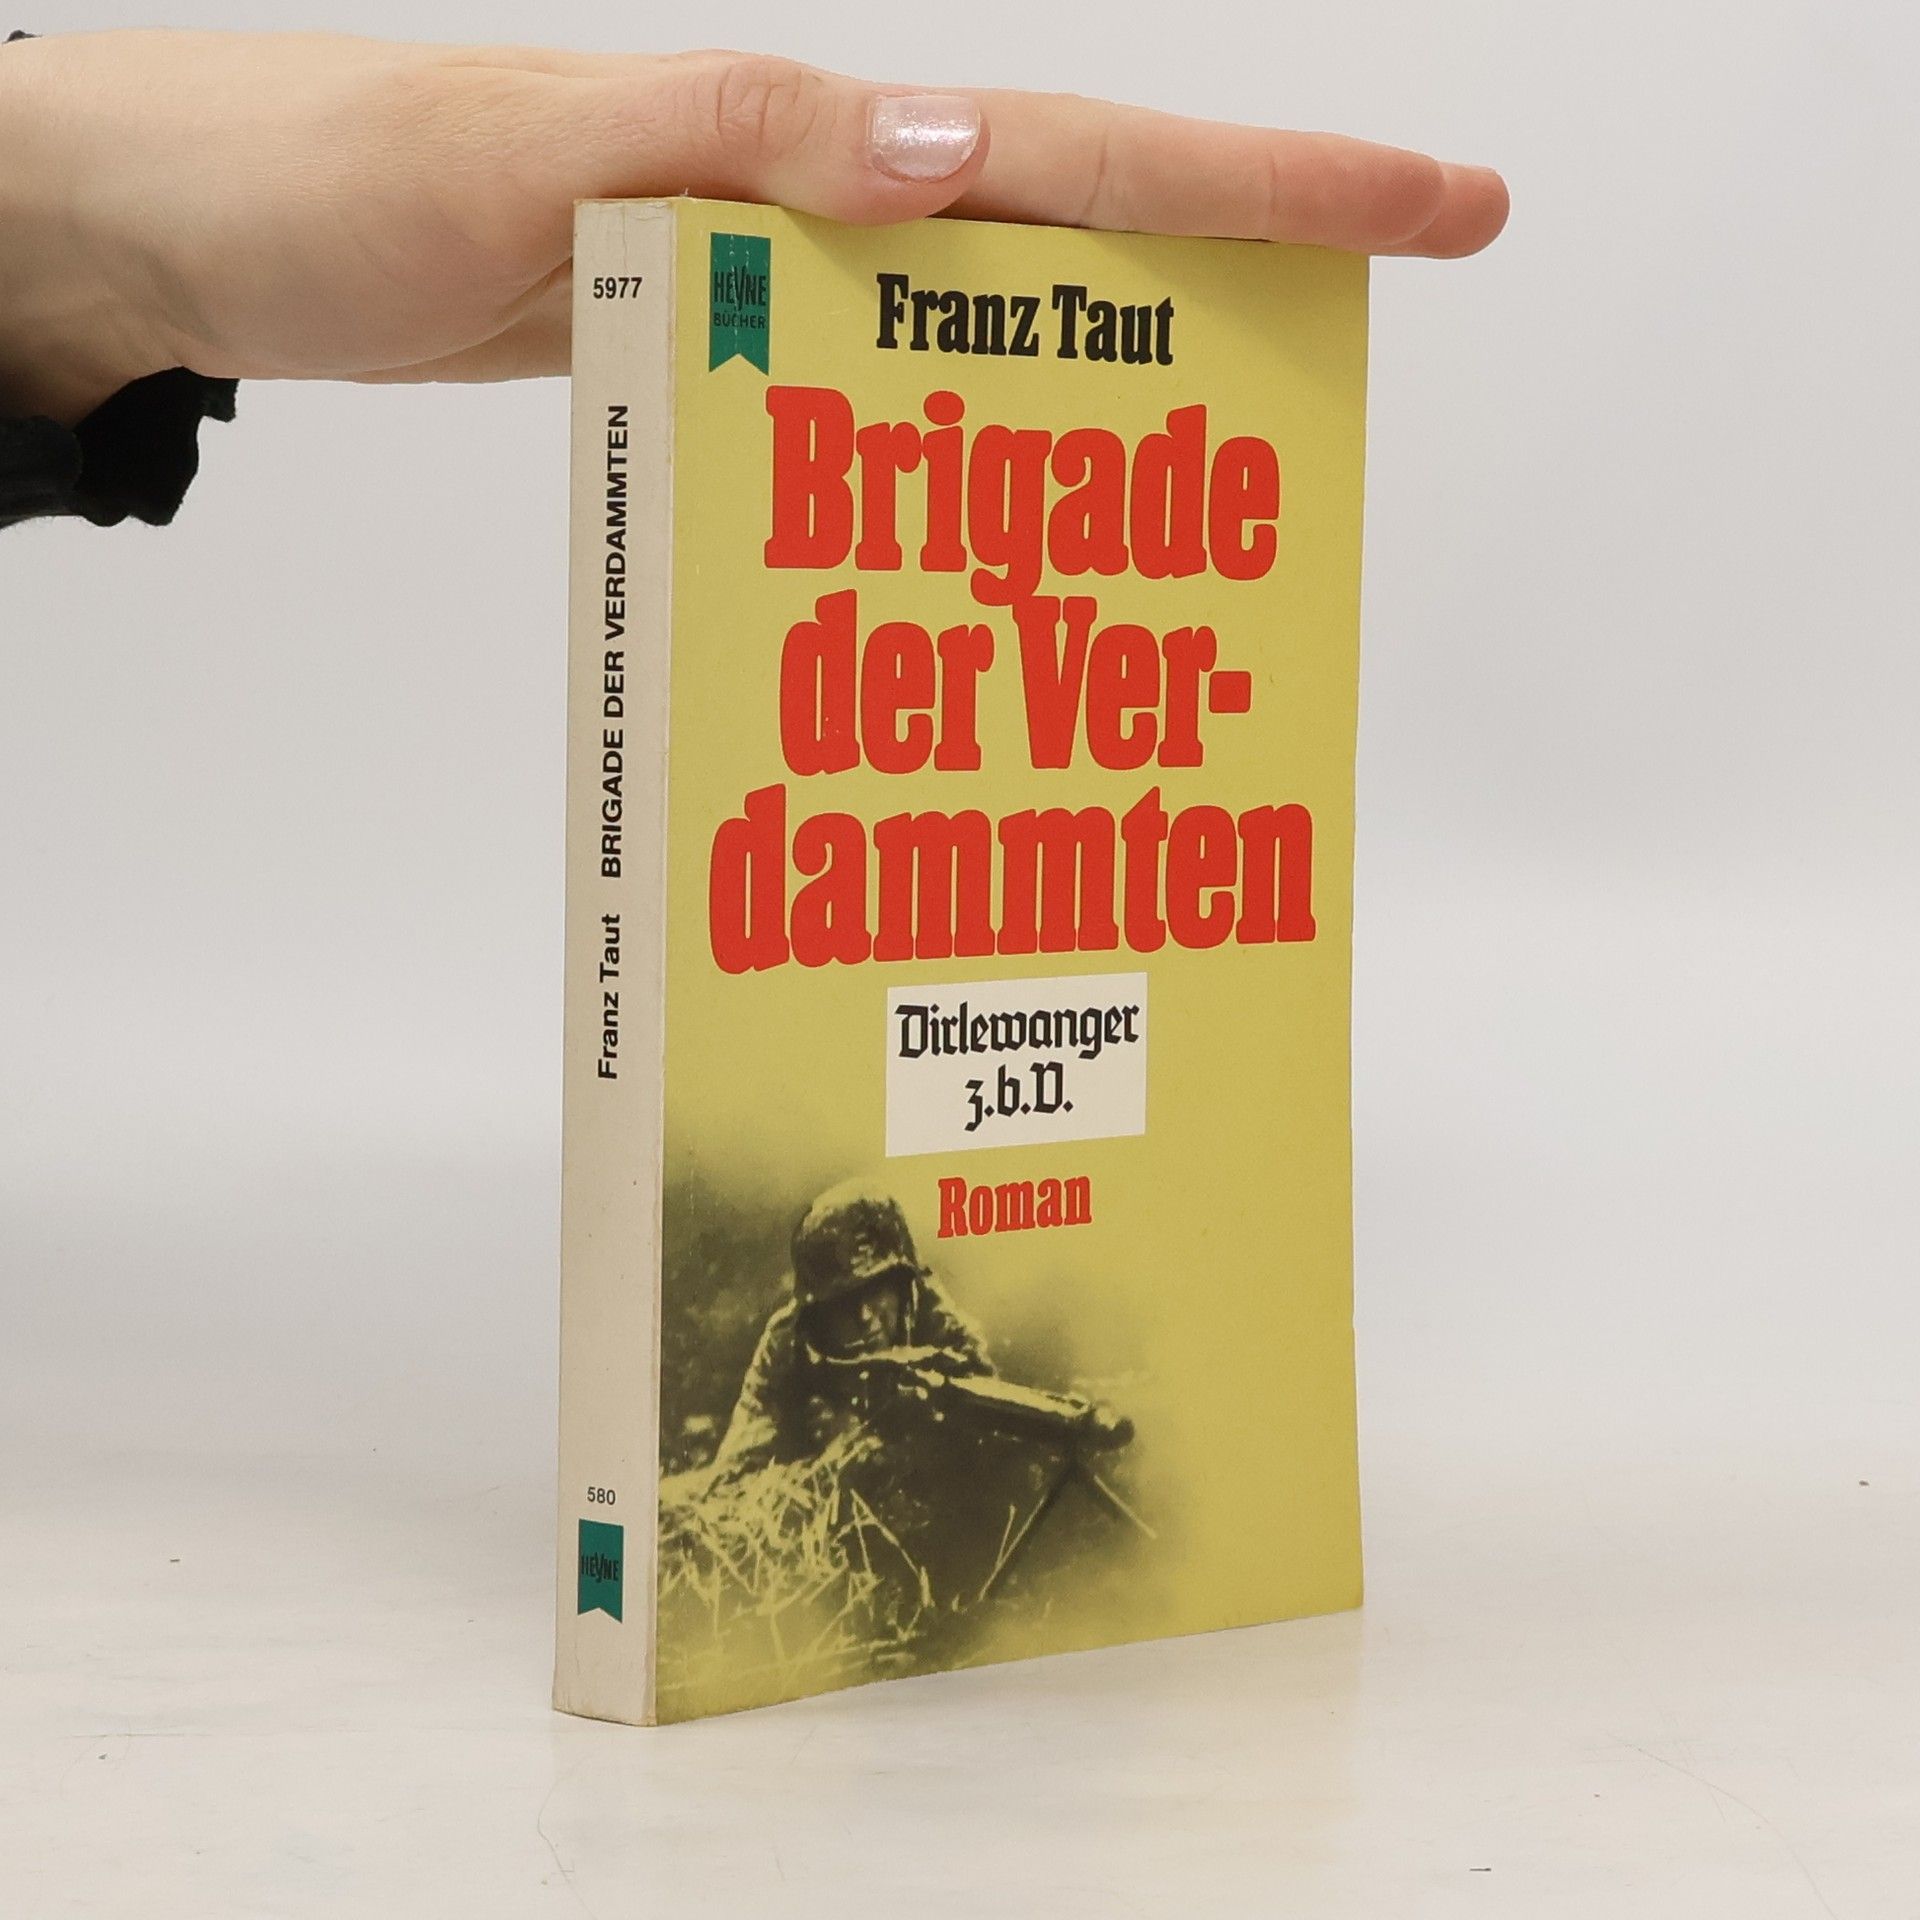 5977
Franz Taut BRIGADE DER VERDAMMTEN
580
HEYNE
HEYNE
BÜCHER
Franz Taut
Brigade
der Ver-
dammten
Dirlewanger
z.b.V.
Roman